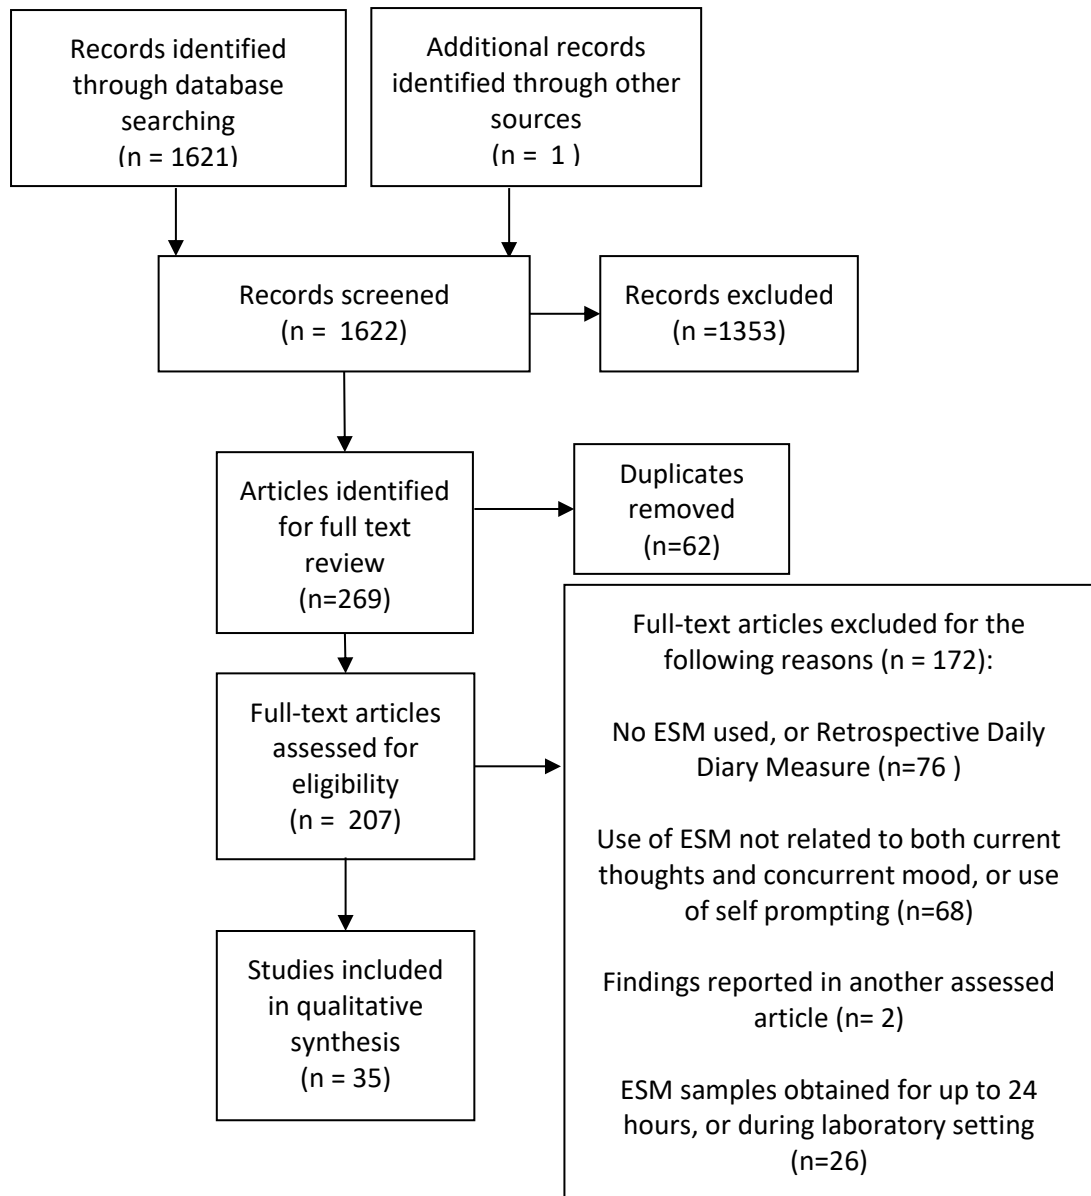 Records identified
through database
searching
(n = 1621)
Additional records
identified through other
sources
(n =  1 )
Records screened
(n =  1622)
Records excluded
(n =1353)
Articles identified
for full text
review
(n=269)
Duplicates
removed
(n=62)
Full-text articles
assessed for
eligibility
(n =  207)
Full-text articles excluded for the
following reasons (n = 172):
No ESM used, or Retrospective Daily
Diary Measure (n=76 )
Use of ESM not related to both current
thoughts and concurrent mood, or use
of self prompting (n=68)
Findings reported in another assessed
article (n= 2)
ESM samples obtained for up to 24
hours, or during laboratory setting
(n=26)
Studies included
in qualitative
synthesis
(n = 35)